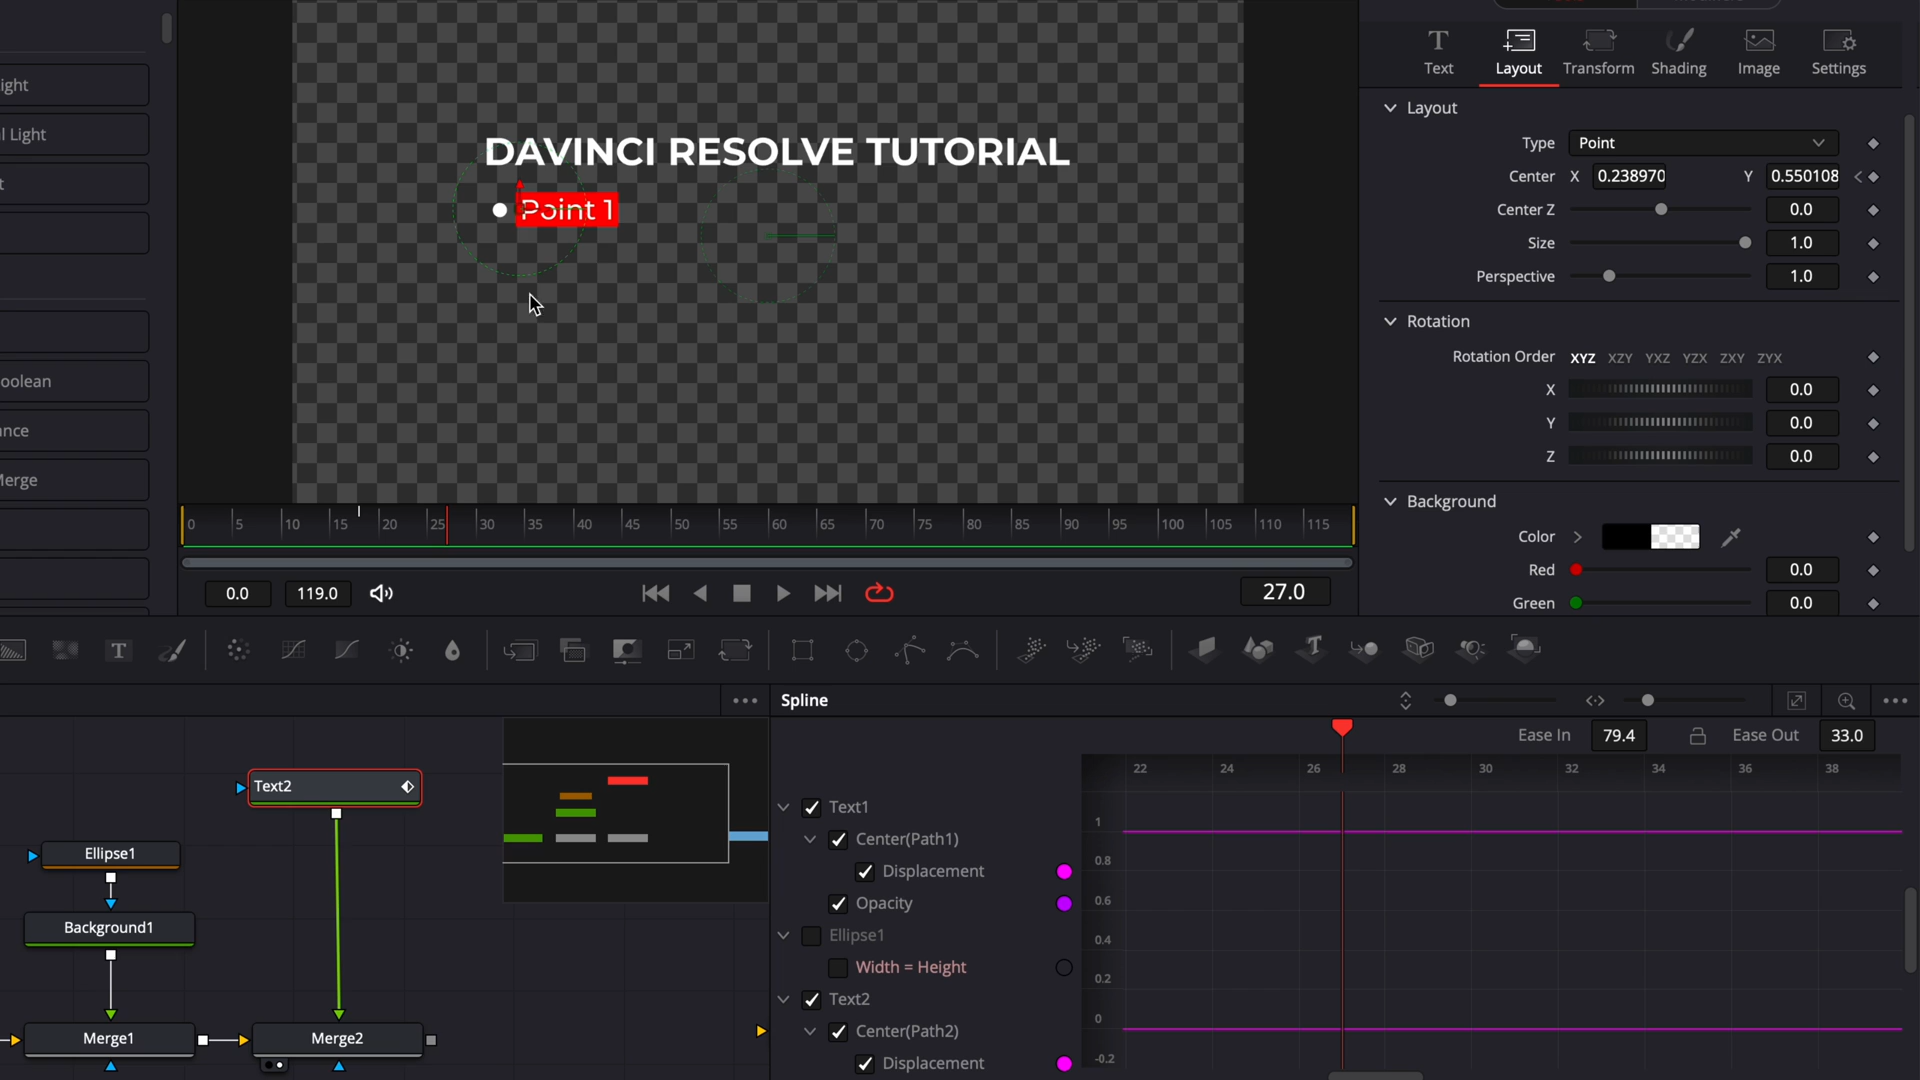 Text
Layout
Transform
Shading
Image
Settings
ight
l Light
t
oolean
ance
Merge
DAVINCI RESOLVE TUTORIAL
Point 1
Layout
Type Point
Center X 0.238970 Y 0.550108
Center Z 0.0
Size 1.0
Perspective 1.0
Rotation
Rotation Order XYZ XZY YXZ YZX ZXY ZYX
X 0.0
Y 0.0
Z 0.0
Background
Color
Red 0.0
Green 0.0
0 5 10 15 20 25 30 35 40 45 50 55 60 65 70 75 80 85 90 95 100 105 110 115
0.0 119.0 27.0
T
Spline
Ease In 79.4 Ease Out 33.0
22 24 26 28 30 32 34 36 38
Text2
Ellipse1
Background1
Merge1
Merge2
Text1
Center(Path1)
Displacement
Opacity
Ellipse1
Width = Height
Text2
Center(Path2)
Displacement
1
0.8
0.6
0.4
0.2
0
-0.2